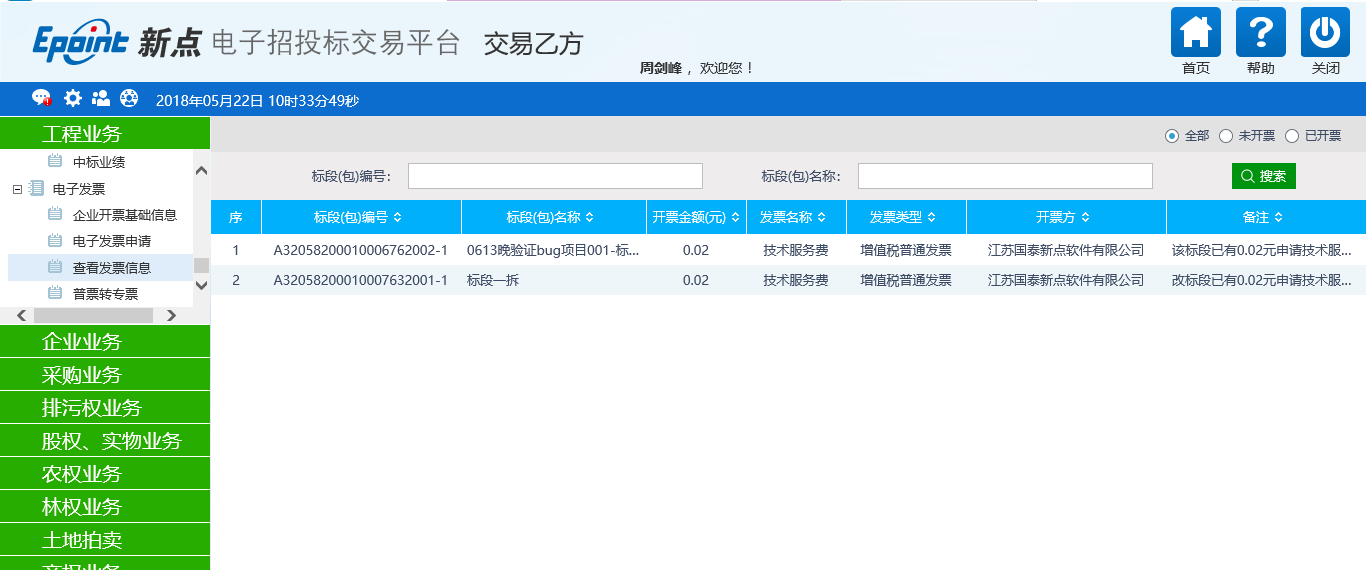 Epoint 新点 电子招投标交易平台 交易乙方
周剑峰 ，欢迎您！
首页 帮助 关闭
2018年05月22日 10时33分49秒
工程业务
中标业绩
电子发票
企业开票基础信息
电子发票申请
查看发票信息
普票转专票
企业业务
采购业务
排污权业务
股权、实物业务
农权业务
林权业务
土地拍卖
全部 未开票 已开票
标段(包)编号： 标段(包)名称： 搜索
序 标段(包)编号 标段(包)名称 开票金额(元) 发票名称 发票类型 开票方 备注
1 A32058200010006762002-1 0613晚验证bug项目001-标... 0.02 技术服务费 增值税普通发票 江苏国泰新点软件有限公司 该标段已有0.02元申请技术服...
2 A32058200010007632001-1 标段一拆 0.02 技术服务费 增值税普通发票 江苏国泰新点软件有限公司 改标段已有0.02元申请技术服...